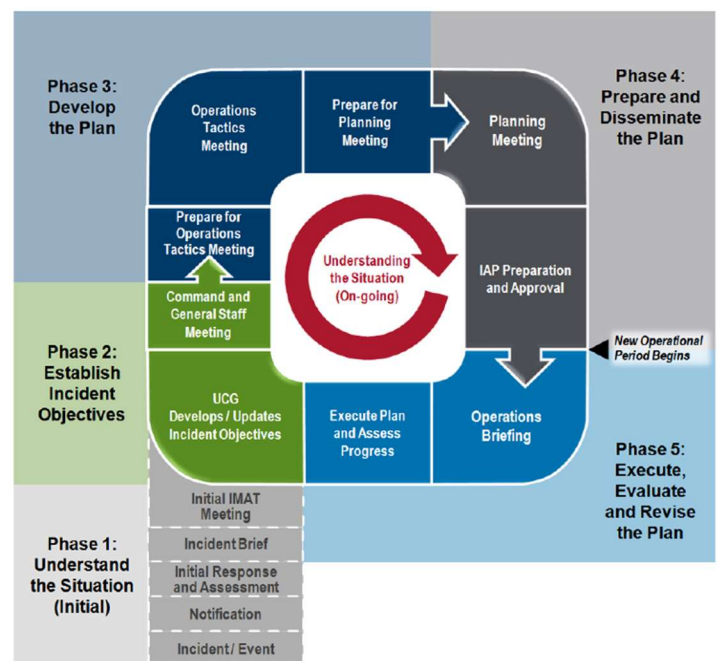 Phase 3:
Develop
the Plan
Operations
Tactics
Meeting
Prepare for
Planning
Meeting
Planning
Meeting
Phase 4:
Prepare and
Disseminate
the Plan
Prepare for
Operations
Tactics Meeting
Understanding
the Situation
(On-going)
IAP Preparation
and Approval
Command and
General Staff
Meeting
New Operational
Period Begins
Phase 2:
Establish
Incident
Objectives
UCG
Develops / Updates
Incident Objectives
Execute Plan
and Assess
Progress
Operations
Briefing
Phase 5:
Execute,
Evaluate
and Revise
the Plan
Phase 1:
Understand
the Situation
(Initial)
Initial IMAT
Meeting
Incident Brief
Initial Response
and Assessment
Notification
Incident / Event